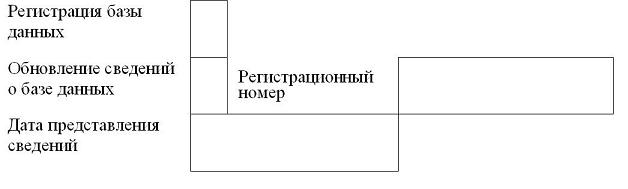 Регистрация базы
данных
Обновление сведений
о базе данных
Регистрационный
номер
Дата представления
сведений